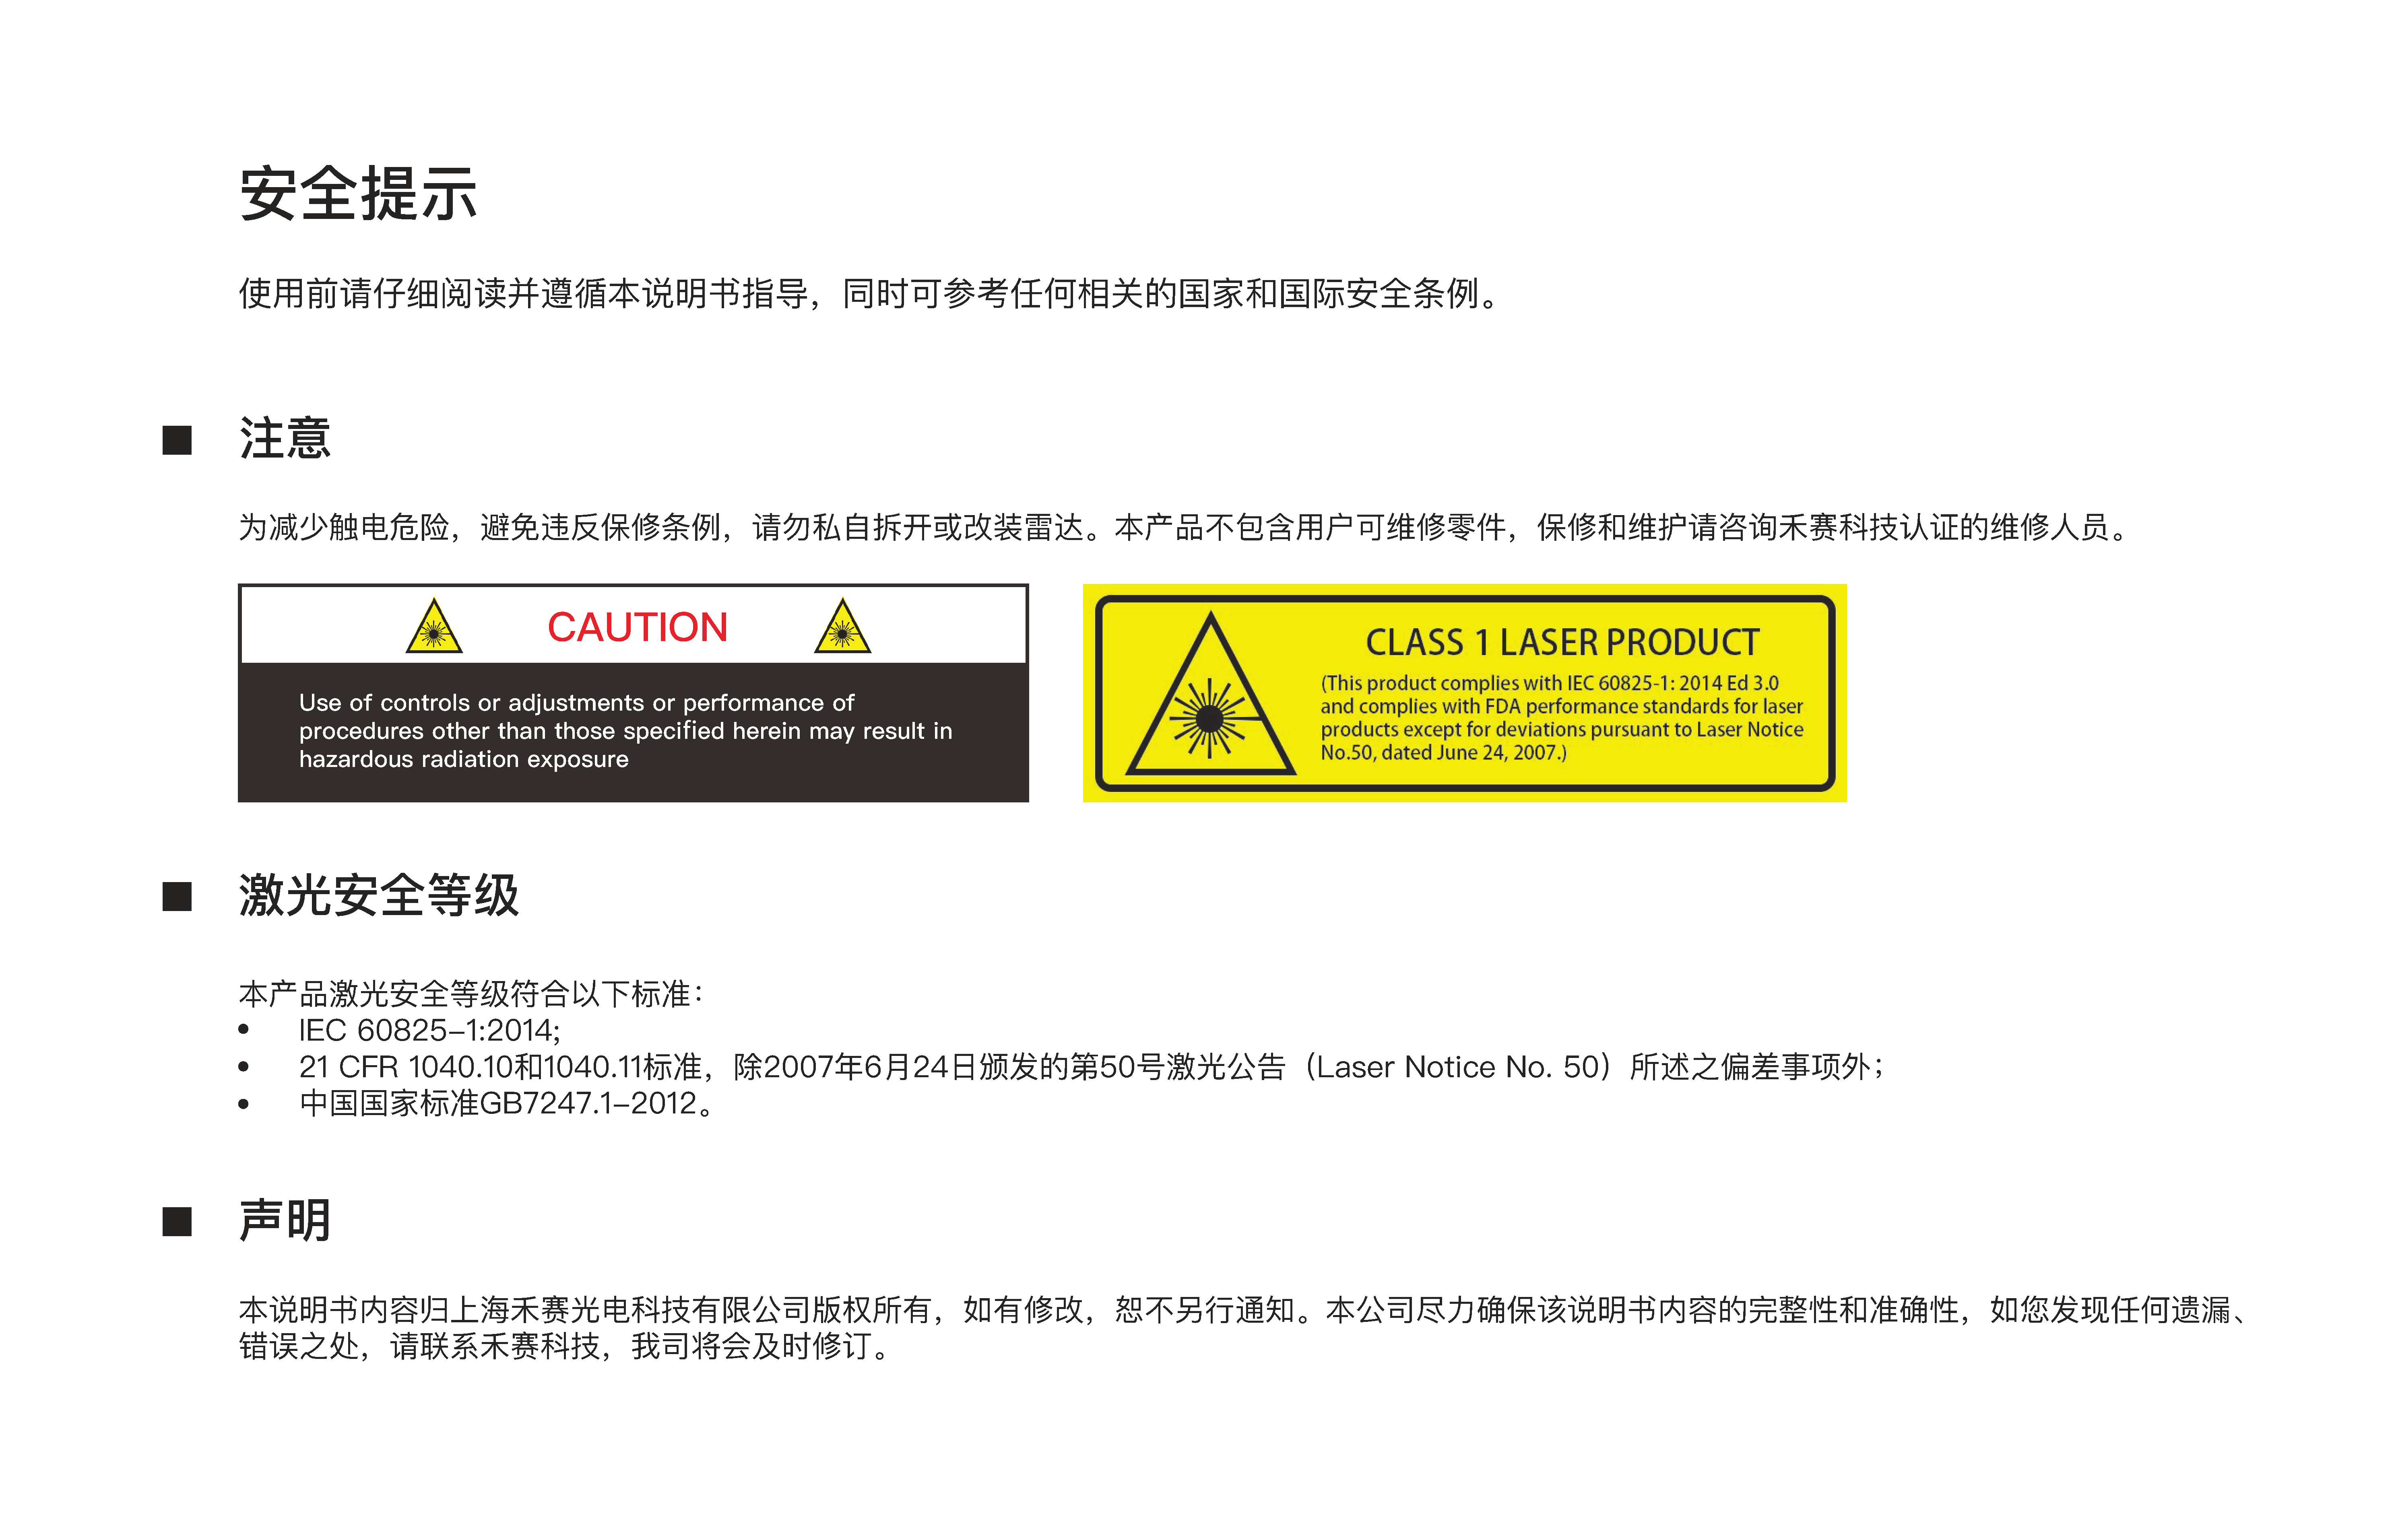 安全提示
使用前请仔细阅读并遵循本说明书指导，同时可参考任何相关的国家和国际安全条例。
■ 注意
为减少触电危险，避免违反保修条例，请勿私自拆开或改装雷达。本产品不包含用户可维修零件，保修和维护请咨询禾赛科技认证的维修人员。
CAUTION
Use of controls or adjustments or performance of
procedures other than those specified herein may result in
hazardous radiation exposure
CLASS 1 LASER PRODUCT
(This product complies with IEC 60825-1: 2014 Ed 3.0
and complies with FDA performance standards for laser
products except for deviations pursuant to Laser Notice
No.50, dated June 24, 2007.)
■ 激光安全等级
本产品激光安全等级符合以下标准：
• IEC 60825-1:2014;
• 21 CFR 1040.10和1040.11标准，除2007年6月24日颁发的第50号激光公告（Laser Notice No. 50）所述之偏差事项外；
• 中国国家标准GB7247.1-2012。
■ 声明
本说明书内容归上海禾赛光电科技有限公司版权所有，如有修改，恕不另行通知。本公司尽力确保该说明书内容的完整性和准确性，如您发现任何遗漏、
错误之处，请联系禾赛科技，我司将会及时修订。